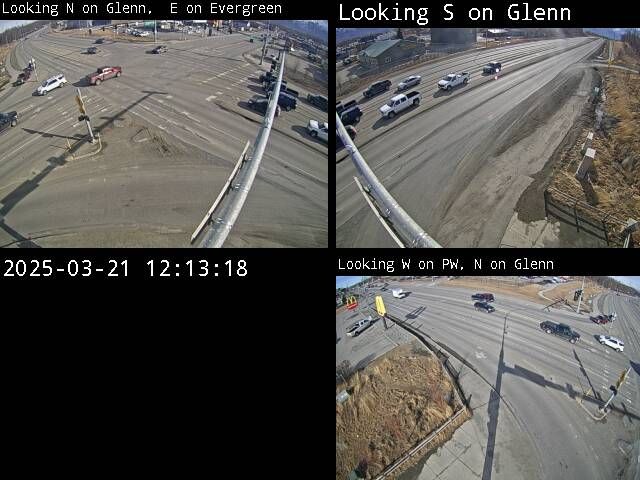 Looking N on Glenn,  E on Evergreen
Looking S on Glenn
2025-03-21 12:13:18
Looking W on PW, N on Glenn